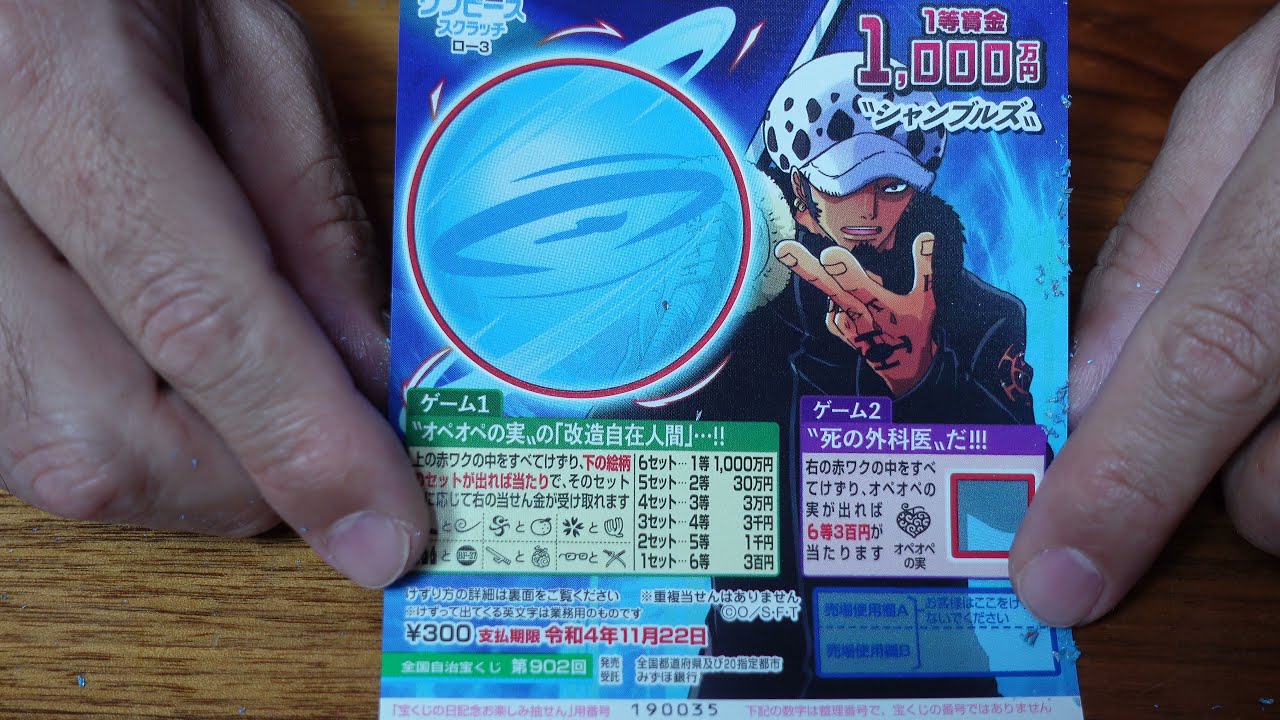 ワンピース
スクラッチ
ロー3
1等賞金
1,000万円
〝シャンブルズ〟
ゲーム1
〝オペオペの実〟の「改造自在人間」…!!
上の赤ワクの中をすべてけずり、下の絵柄
のセットが出れば当たりで、そのセット
に応じて右の当せん金が受け取れます
と と と
BF-37 と と
6セット…1等 1,000万円
5セット…2等 30万円
4セット…3等 3万円
3セット…4等 3千円
2セット…5等 1千円
1セット…6等 3百円
ゲーム2
〝死の外科医〟だ!!!
右の赤ワクの中をすべ
てけずり、オペオペの
実が出れば
6等3百円が
当たります
オペオペ
の実
けずり方の詳細は裏面をご覧ください ※重複当せんはありません
※けずって出てくる英文字は業務用のものです ©O/S・F・T
¥300 支払期限 令和4年11月22日
売場使用欄A
お客様はここをけ
ないでください
売場使用欄B
全国自治宝くじ 第902回
発売 全国都道府県及び20指定都市
受託 みずほ銀行
「宝くじの日記念お楽しみ抽せん」用番号 190035 下記の数字は整理番号で、宝くじの番号ではありません